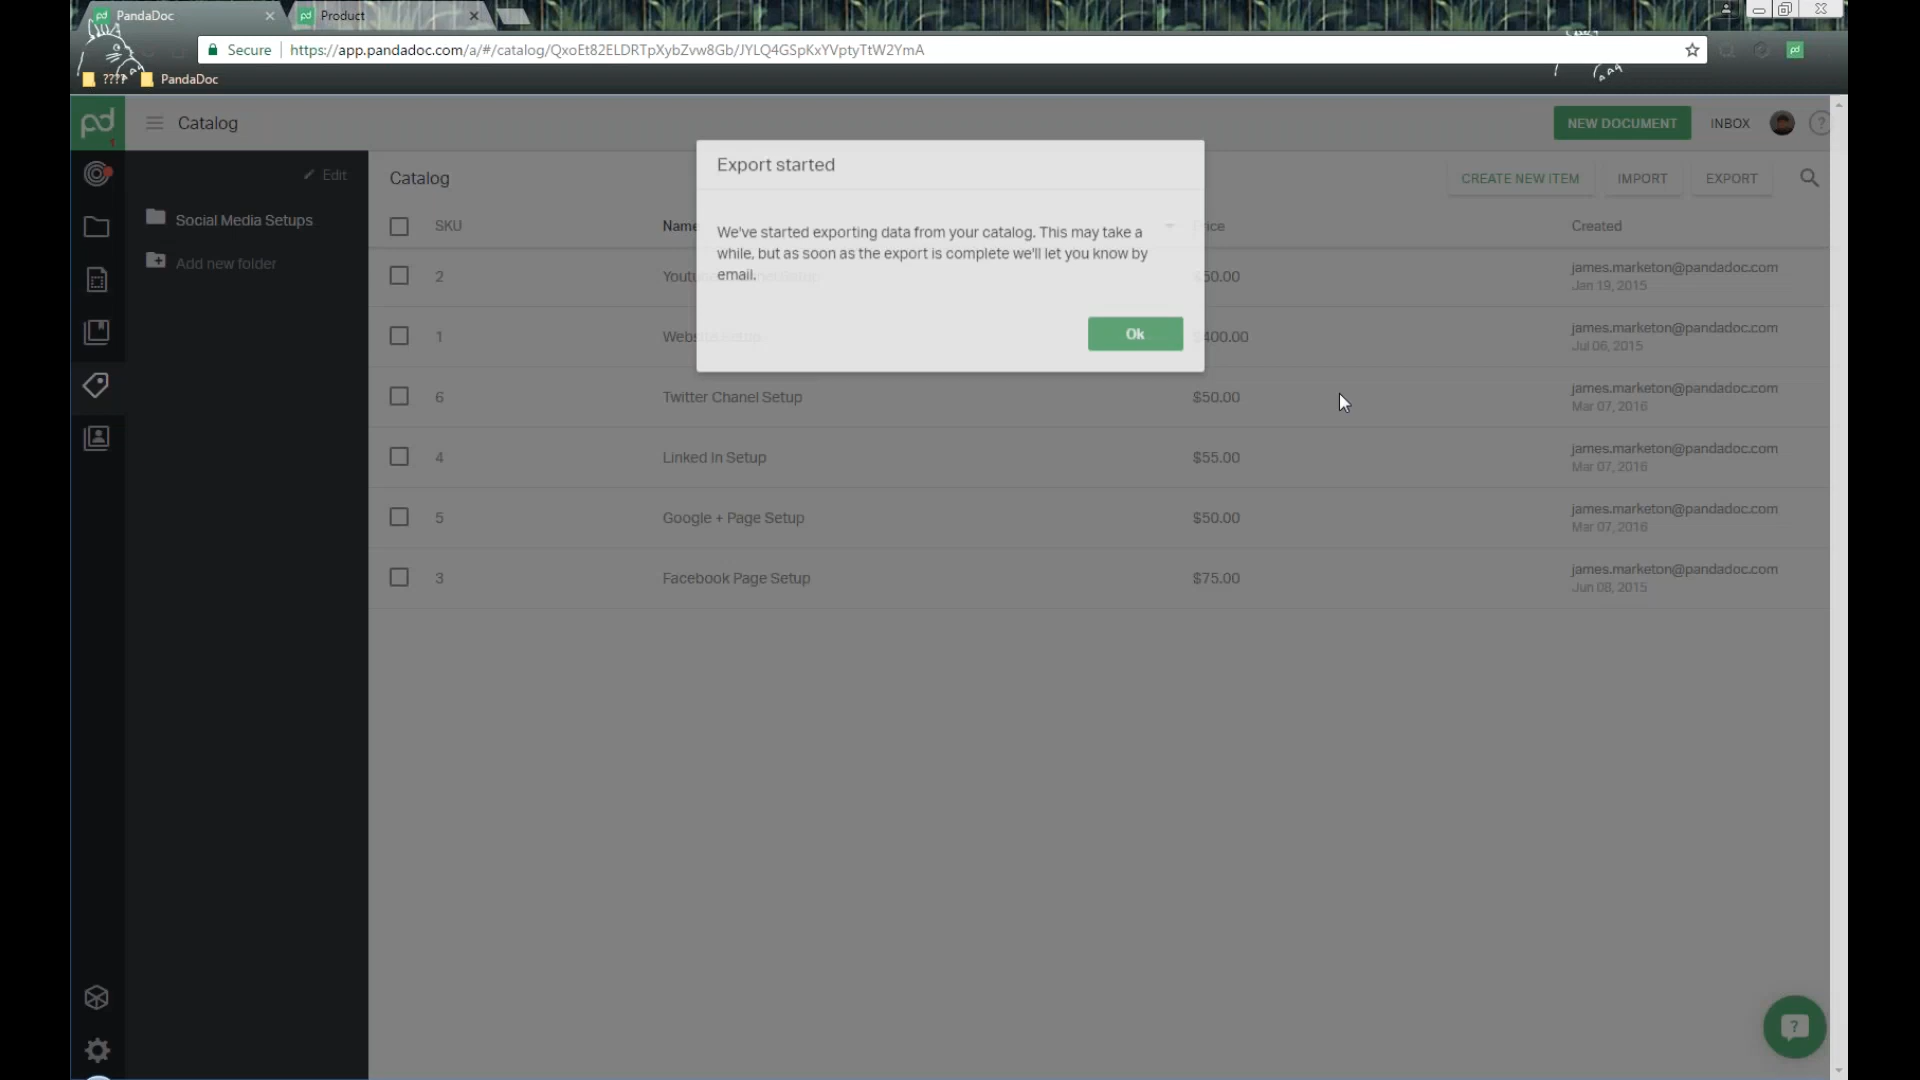 PandaDoc
Product
Secure https://app.pandadoc.com/a/#/catalog/QxoEt82ELDRTpXybZvw8Gb/JYLQ4GSpKxYVptyTtW2YmA
???? PandaDoc
pd
1
Catalog
NEW DOCUMENT INBOX ?
Edit
Social Media Setups
Add new folder
Catalog
CREATE NEW ITEM IMPORT EXPORT
SKU Name Price Created
2 $50.00 james.marketon@pandadoc.com
Jan 19, 2015
1 $400.00 james.marketon@pandadoc.com
Jul 06, 2015
6 Twitter Chanel Setup $50.00 james.marketon@pandadoc.com
Mar 07, 2016
4 Linked In Setup $55.00 james.marketon@pandadoc.com
Mar 07, 2016
5 Google + Page Setup $50.00 james.marketon@pandadoc.com
Mar 07, 2016
3 Facebook Page Setup $75.00 james.marketon@pandadoc.com
Jun 08, 2015
Export started
We've started exporting data from your catalog. This may take a
while, but as soon as the export is complete we'll let you know by
email.
Ok
?